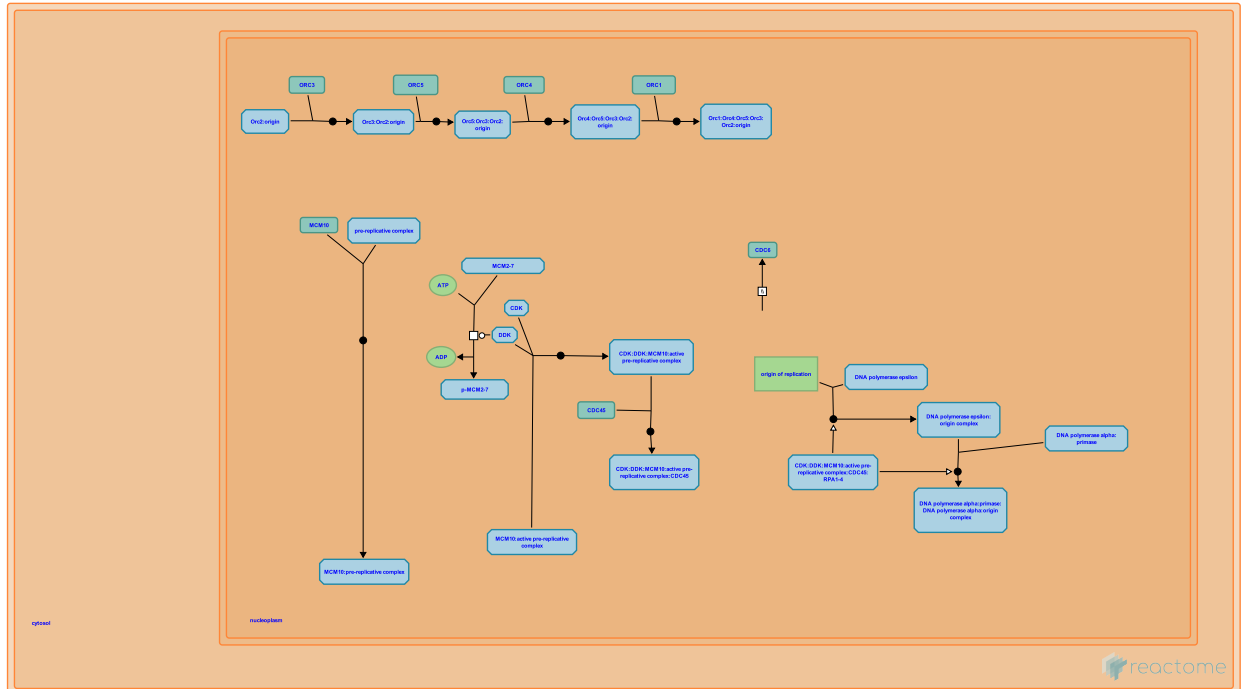 ORC3
ORC5
ORC4
ORC1
Orc2:origin
Orc3:Orc2:origin
Orc5:Orc3:Orc2:
origin
Orc4:Orc5:Orc3:Orc2:
origin
Orc1:Orc4:Orc5:Orc3:
Orc2:origin
MCM10
pre-replicative complex
MCM2-7
ATP
CDK
DDK
ADP
p-MCM2-7
CDC6
CDK:DDK:MCM10:active
pre-replicative complex
CDC45
CDK:DDK:MCM10:active pre-
replicative complex:CDC45
origin of replication
DNA polymerase epsilon
DNA polymerase epsilon:
origin complex
DNA polymerase alpha:
primase
CDK:DDK:MCM10:active pre-
replicative complex:CDC45:
RPA1-4
DNA polymerase alpha:primase:
DNA polymerase alpha:origin
complex
MCM10:active pre-replicative
complex
MCM10:pre-replicative complex
cytosol
nucleoplasm
reactome